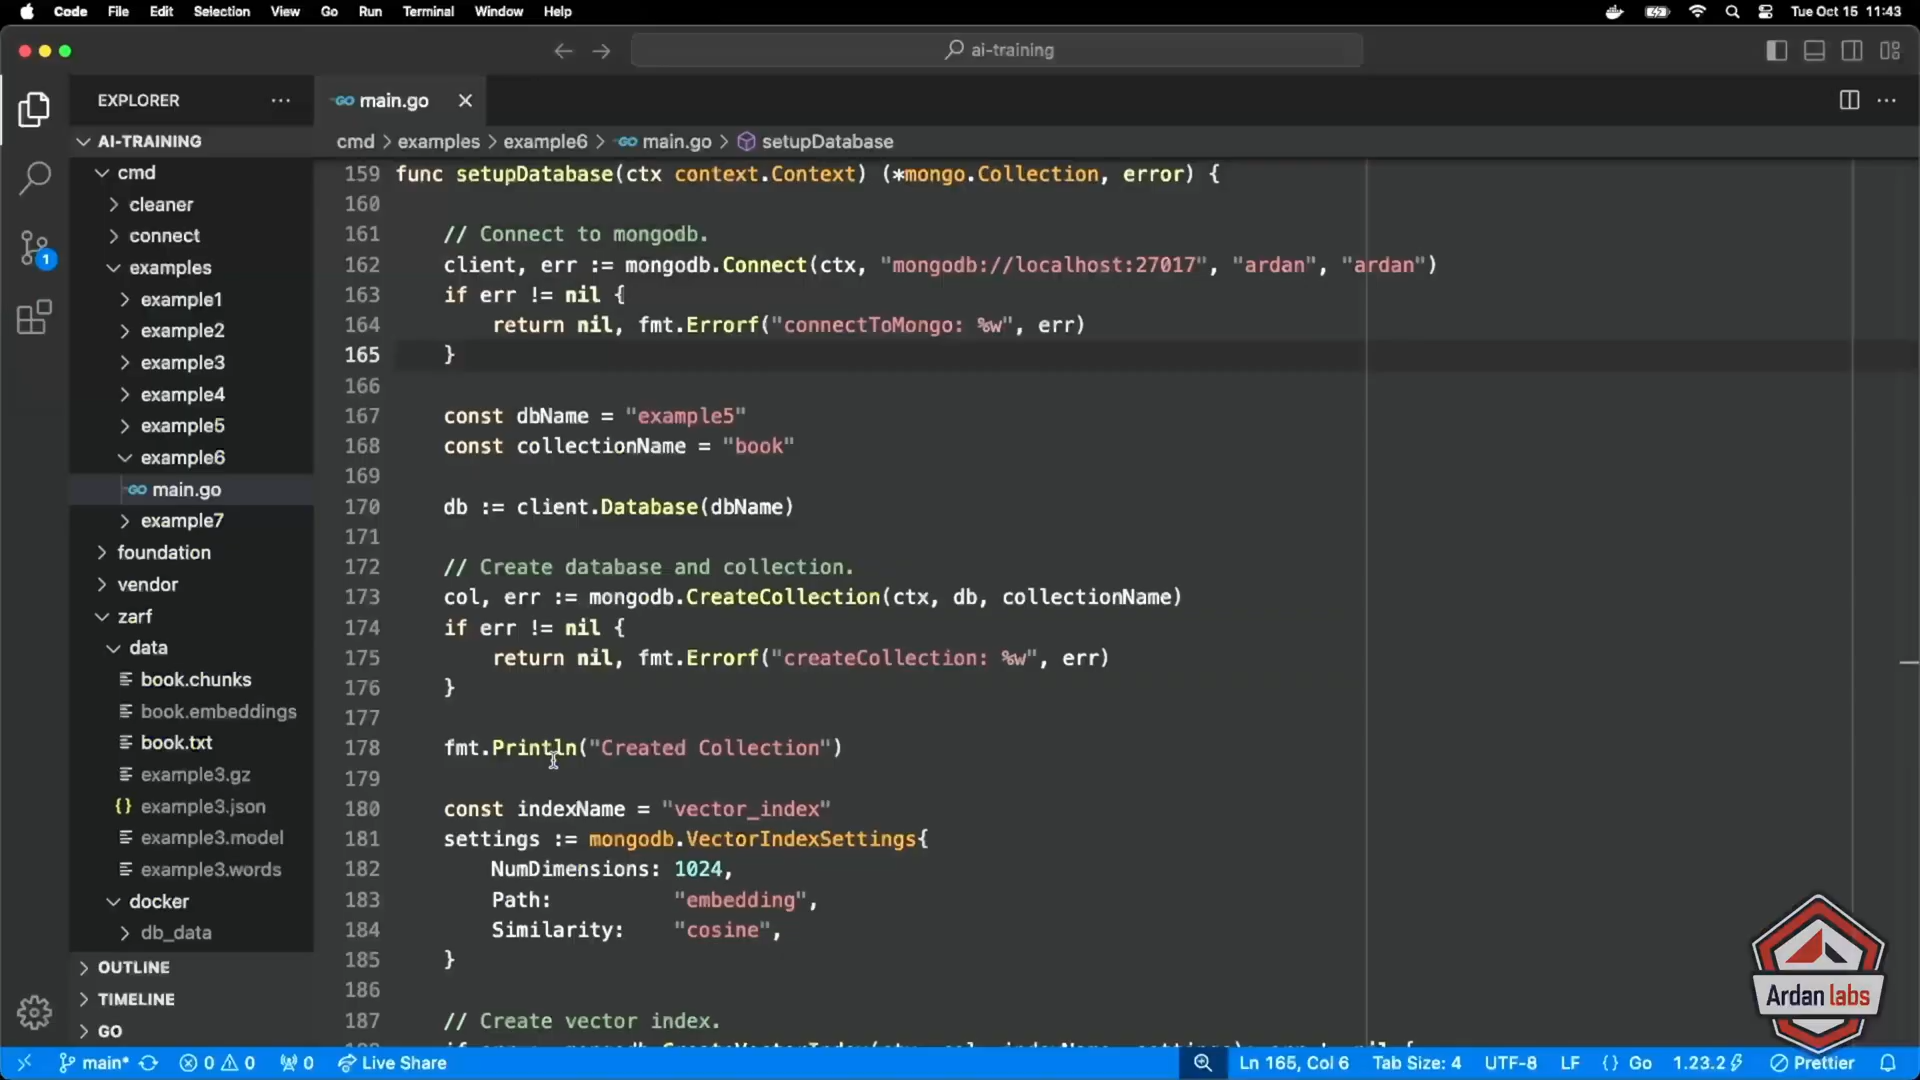 Code File Edit Selection View Go Run Terminal Window Help Tue Oct 15 11:43
ai-training
EXPLORER
main.go
AI-TRAINING
cmd > examples > example6 > main.go > setupDatabase
cmd
cleaner
connect
examples
example1
example2
example3
example4
example5
example6
main.go
example7
foundation
vendor
zarf
data
book.chunks
book.embeddings
book.txt
example3.gz
example3.json
example3.model
example3.words
docker
db_data
OUTLINE
TIMELINE
GO
1
159 func setupDatabase(ctx context.Context) (*mongo.Collection, error) {
160
161 // Connect to mongodb.
162 client, err := mongodb.Connect(ctx, "mongodb://localhost:27017", "ardan", "ardan")
163 if err != nil {
164 return nil, fmt.Errorf("connectToMongo: %w", err)
165 }
166
167 const dbName = "example5"
168 const collectionName = "book"
169
170 db := client.Database(dbName)
171
172 // Create database and collection.
173 col, err := mongodb.CreateCollection(ctx, db, collectionName)
174 if err != nil {
175 return nil, fmt.Errorf("createCollection: %w", err)
176 }
177
178 fmt.Println("Created Collection")
179
180 const indexName = "vector_index"
181 settings := mongodb.VectorIndexSettings{
182 NumDimensions: 1024,
183 Path: "embedding",
184 Similarity: "cosine",
185 }
186
187 // Create vector index.
Ardan labs
main* 0 0 0 Live Share Ln 165, Col 6 Tab Size: 4 UTF-8 LF {} Go 1.23.2 Prettier